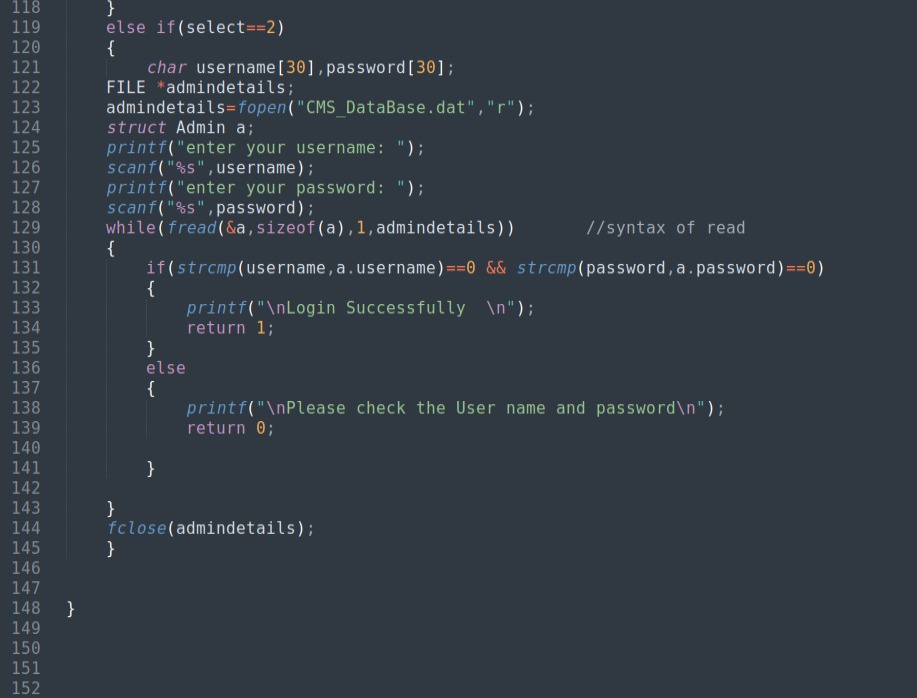 118 }
119 else if(select==2)
120 {
121 char username[30],password[30];
122 FILE *admindetails;
123 admindetails=fopen("CMS_DataBase.dat","r");
124 struct Admin a;
125 printf("enter your username: ");
126 scanf("%s",username);
127 printf("enter your password: ");
128 scanf("%s",password);
129 while(fread(&a,sizeof(a),1,admindetails)) //syntax of read
130 {
131 if(strcmp(username,a.username)==0 && strcmp(password,a.password)==0)
132 {
133 printf("\nLogin Successfully  \n");
134 return 1;
135 }
136 else
137 {
138 printf("\nPlease check the User name and password\n");
139 return 0;
140
141 }
142
143 }
144 fclose(admindetails);
145 }
146
147
148 }
149
150
151
152